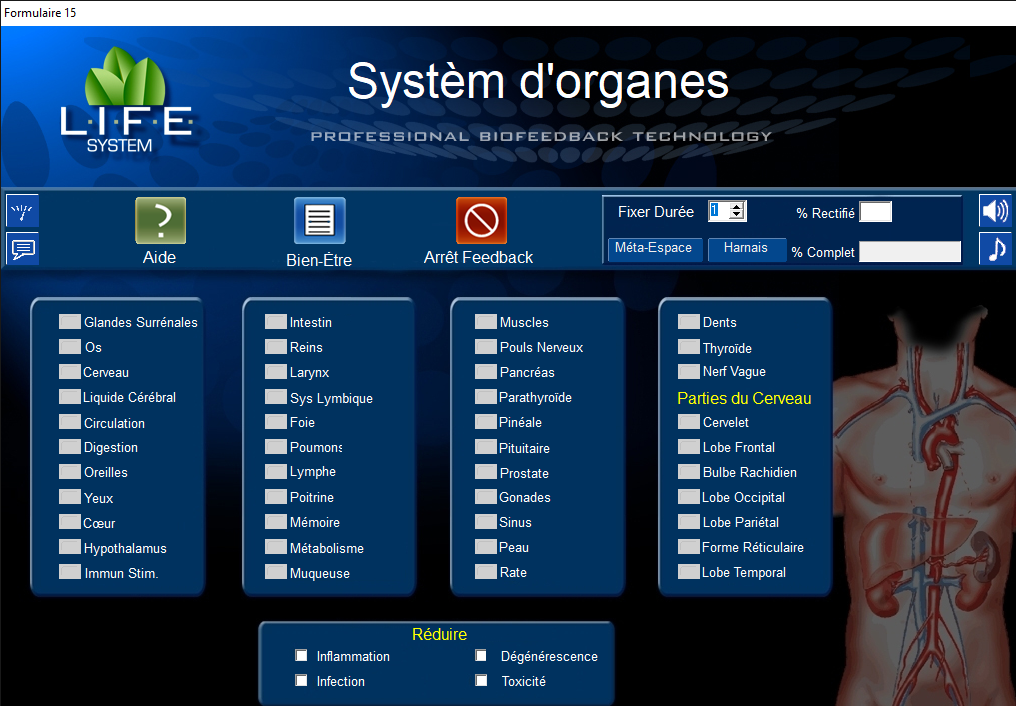 Formulaire 15
L·I·F·E
SYSTEM
Systèm d'organes
PROFESSIONAL BIOFEEDBACK TECHNOLOGY
Aide
Bien-Être
Arrêt Feedback
Fixer Durée 1 % Rectifié
Méta-Espace Harnais % Complet
Glandes Surrénales
Os
Cerveau
Liquide Cérébral
Circulation
Digestion
Oreilles
Yeux
Cœur
Hypothalamus
Immun Stim.
Intestin
Reins
Larynx
Sys Lymbique
Foie
Poumons
Lymphe
Poitrine
Mémoire
Métabolisme
Muqueuse
Muscles
Pouls Nerveux
Pancréas
Parathyroïde
Pinéale
Pituitaire
Prostate
Gonades
Sinus
Peau
Rate
Dents
Thyroïde
Nerf Vague
Parties du Cerveau
Cervelet
Lobe Frontal
Bulbe Rachidien
Lobe Occipital
Lobe Pariétal
Forme Réticulaire
Lobe Temporal
Réduire
Inflammation Dégénérescence
Infection Toxicité